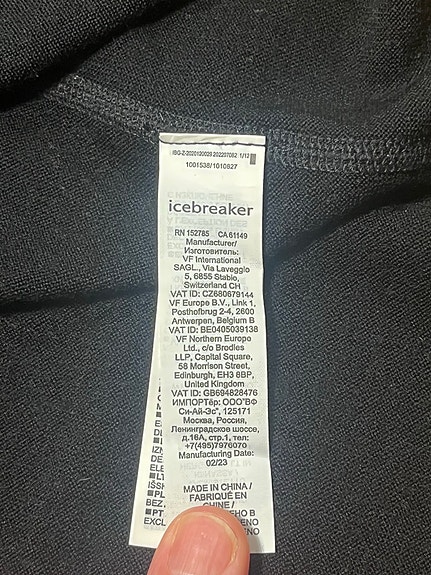 IBG-Z-2020120028 202207082 1/12
1001538/1010827
icebreaker
RN 152785 CA 61149
Manufacturer/
Изготовитель:
VF International
SAGL., Via Laveggio
5, 6855 Stabio,
Switzerland CH
VAT ID: CZ680679144
VF Europe B.V., Link 1,
Posthofbrug 2-4, 2600
Antwerpen, Belgium B
VAT ID: BE0405039138
VF Northern Europe
Ltd., c/o Brodies
LLP, Capital Square,
58 Morrison Street,
Edinburgh, EH3 8BP,
United Kingdom
VAT ID: GB694828476
ИМПОРТёр: ООО"ВФ
Си-Ай-Эс", 125171
Москва, Россия,
Ленинградское шоссе,
д.16А, стр.1, тел:
+7(495)7976070
Manufacturing Date:
02/23
MADE IN CHINA /
FABRIQUÉ EN
CHINE /